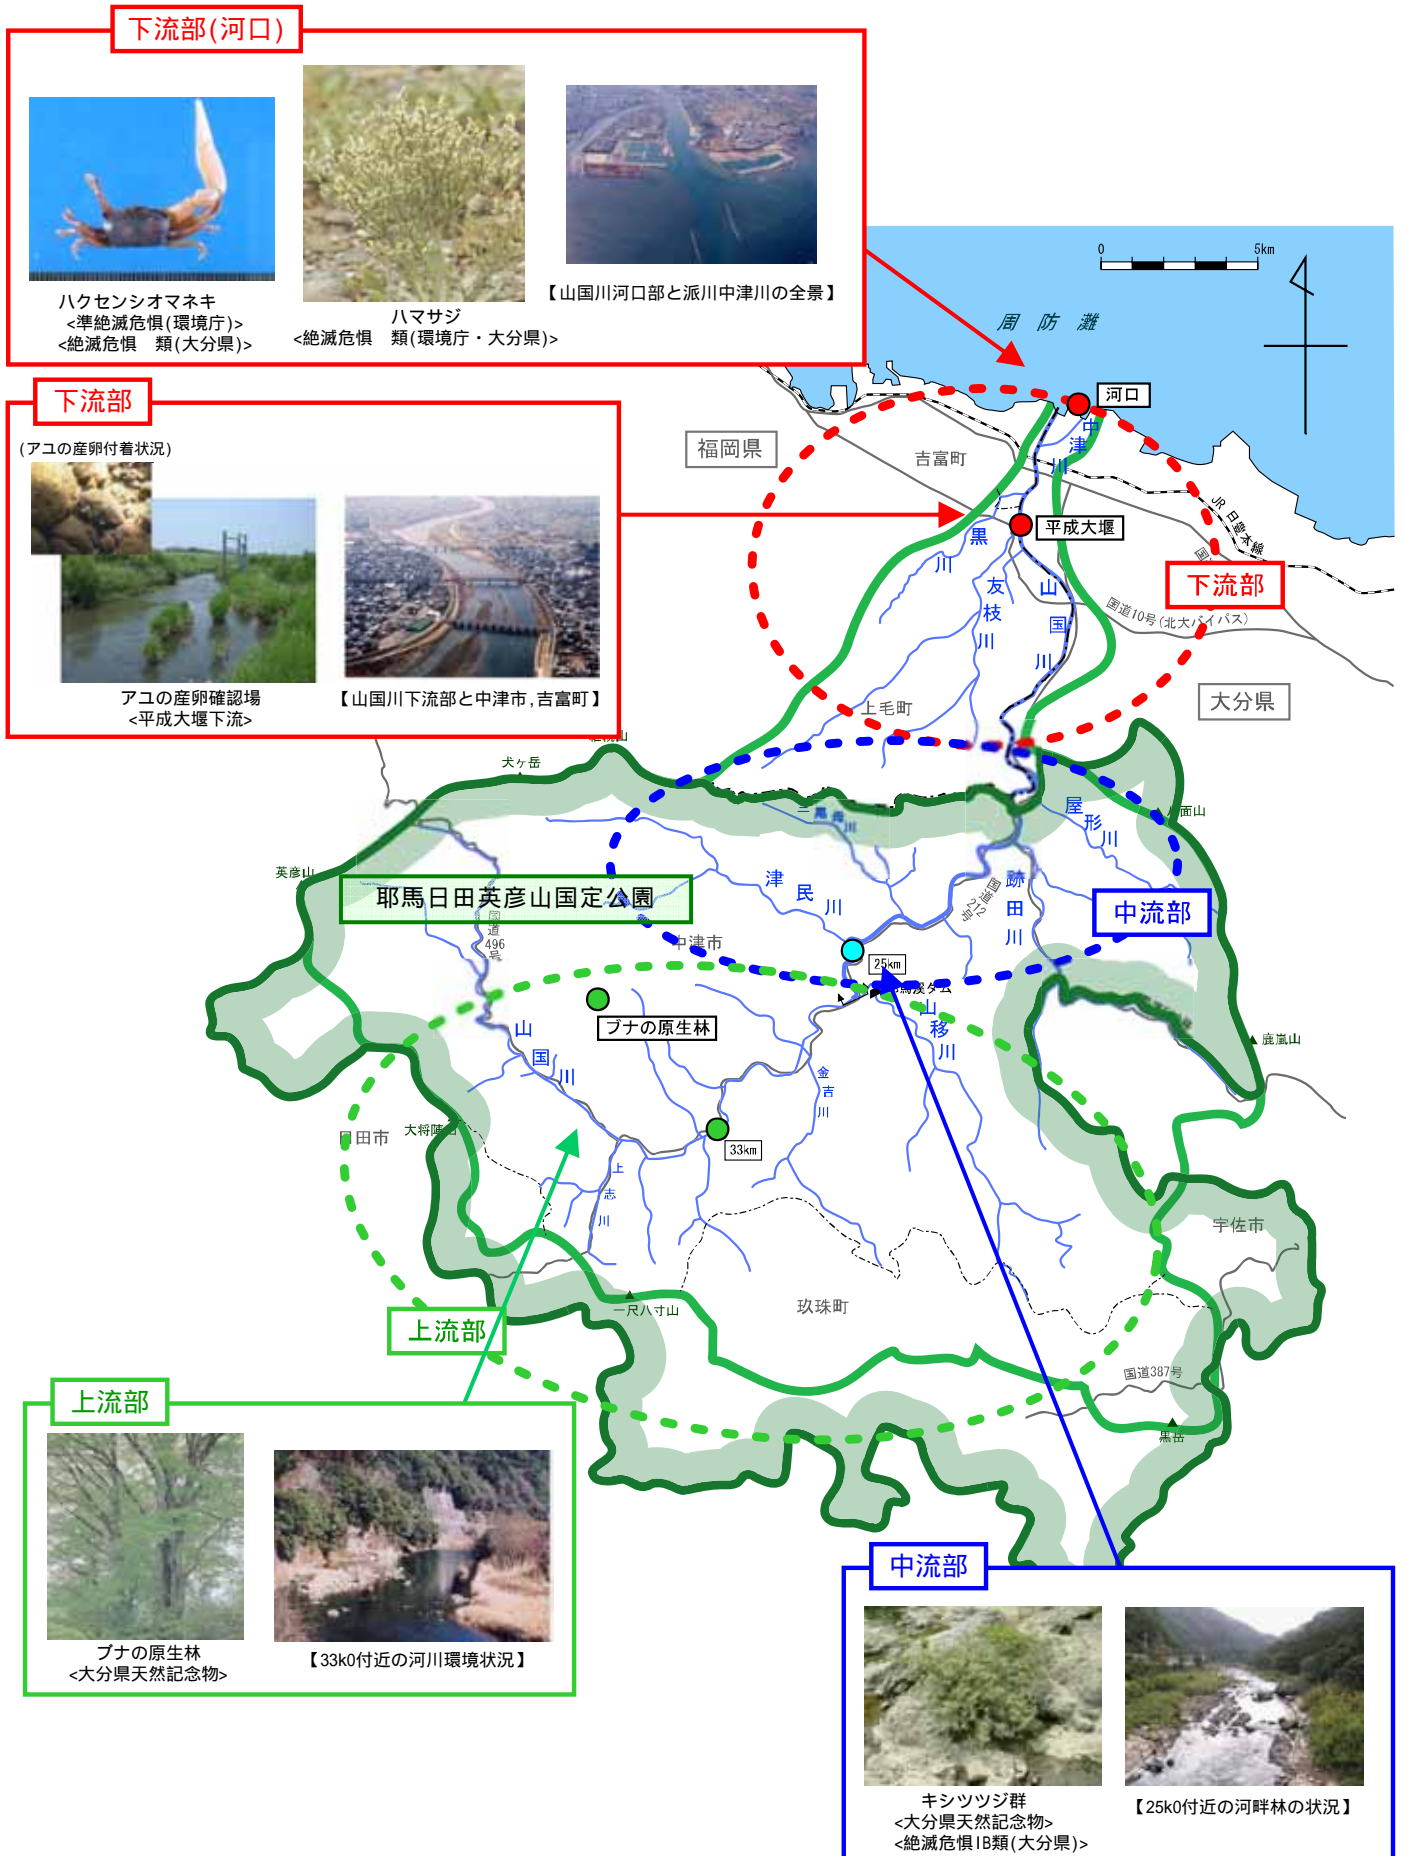 下流部(河口)
ハクセンシオマネキ
<準絶滅危惧(環境庁)>
<絶滅危惧　類(大分県)>
ハマサジ
<絶滅危惧　類(環境庁・大分県)>
【山国川河口部と派川中津川の全景】
0
5km
周防灘
下流部
(アユの産卵付着状況)
アユの産卵確認場
<平成大堰下流>
【山国川下流部と中津市,吉富町】
河口
福岡県
吉富町
中津川
JR日豊本線
平成大堰
黒川
友枝川
山国川
下流部
国道10号(北大バイパス)
大分県
上毛町
犬ヶ岳
英彦山
屋形川
耶馬日田英彦山国定公園
津民川
国道212号
跡田川
中流部
国道496号
中津市
25km
ブナの原生林
山移川
山国川
金吉川
鹿嵐山
日田市
33km
上志川
宇佐市
一尺八寸山
玖珠町
上流部
国道387号
黒岳
上流部
ブナの原生林
<大分県天然記念物>
【33k0付近の河川環境状況】
中流部
キシツツジ群
<大分県天然記念物>
<絶滅危惧IB類(大分県)>
【25k0付近の河畔林の状況】